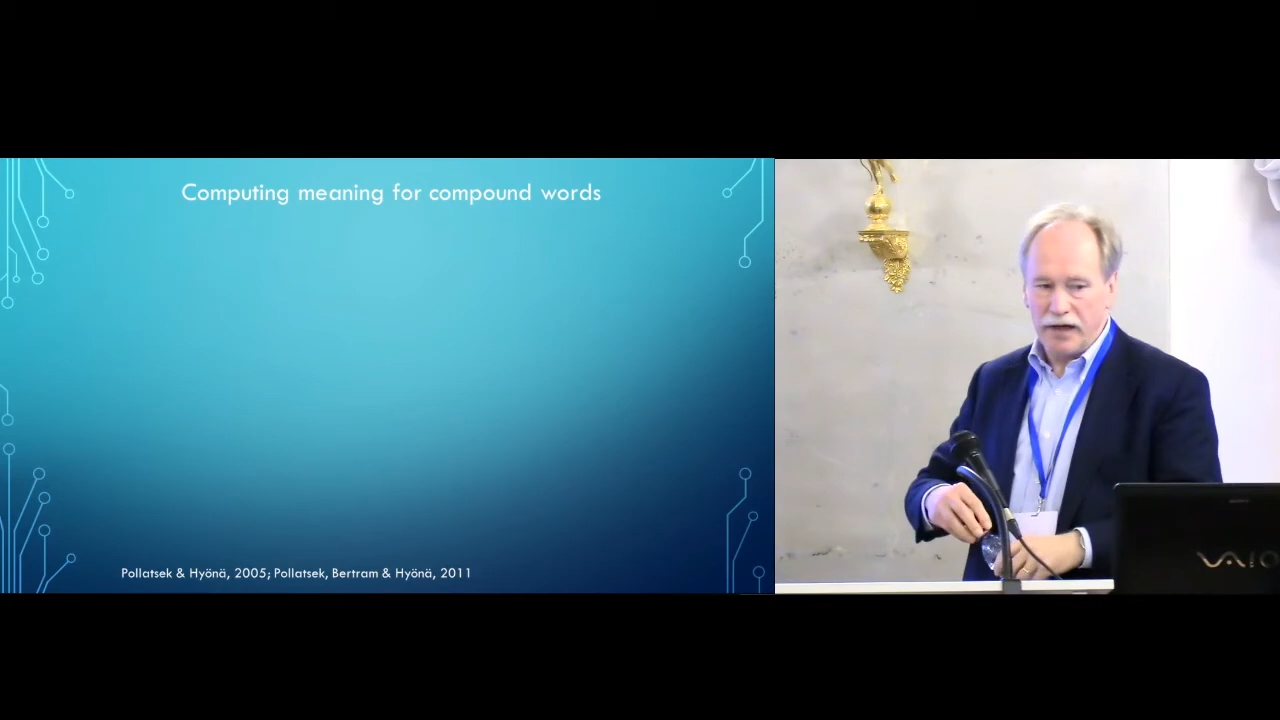 Computing meaning for compound words
Pollatsek & Hyönä, 2005; Pollatsek, Bertram & Hyönä, 2011
VAIO